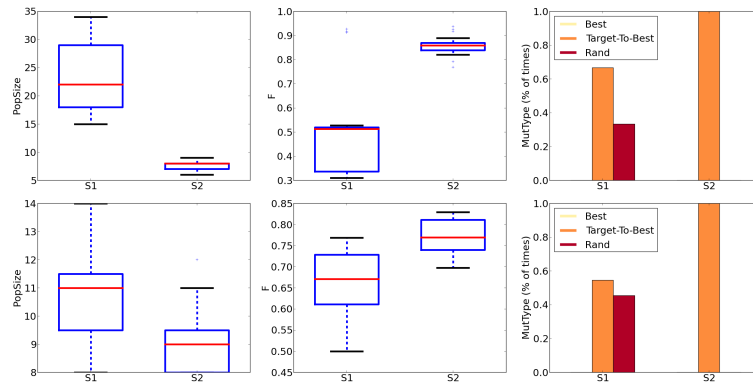 PopSize
35
30
25
20
15
10
5
S1
S2
F
1.0
0.9
0.8
0.7
0.6
0.5
0.4
0.3
S1
S2
MutType (% of times)
1.0
0.8
0.6
0.4
0.2
0.0
Best
Target-To-Best
Rand
S1
S2
PopSize
14
13
12
11
10
9
8
S1
S2
F
0.85
0.80
0.75
0.70
0.65
0.60
0.55
0.50
0.45
S1
S2
MutType (% of times)
1.0
0.8
0.6
0.4
0.2
0.0
Best
Target-To-Best
Rand
S1
S2